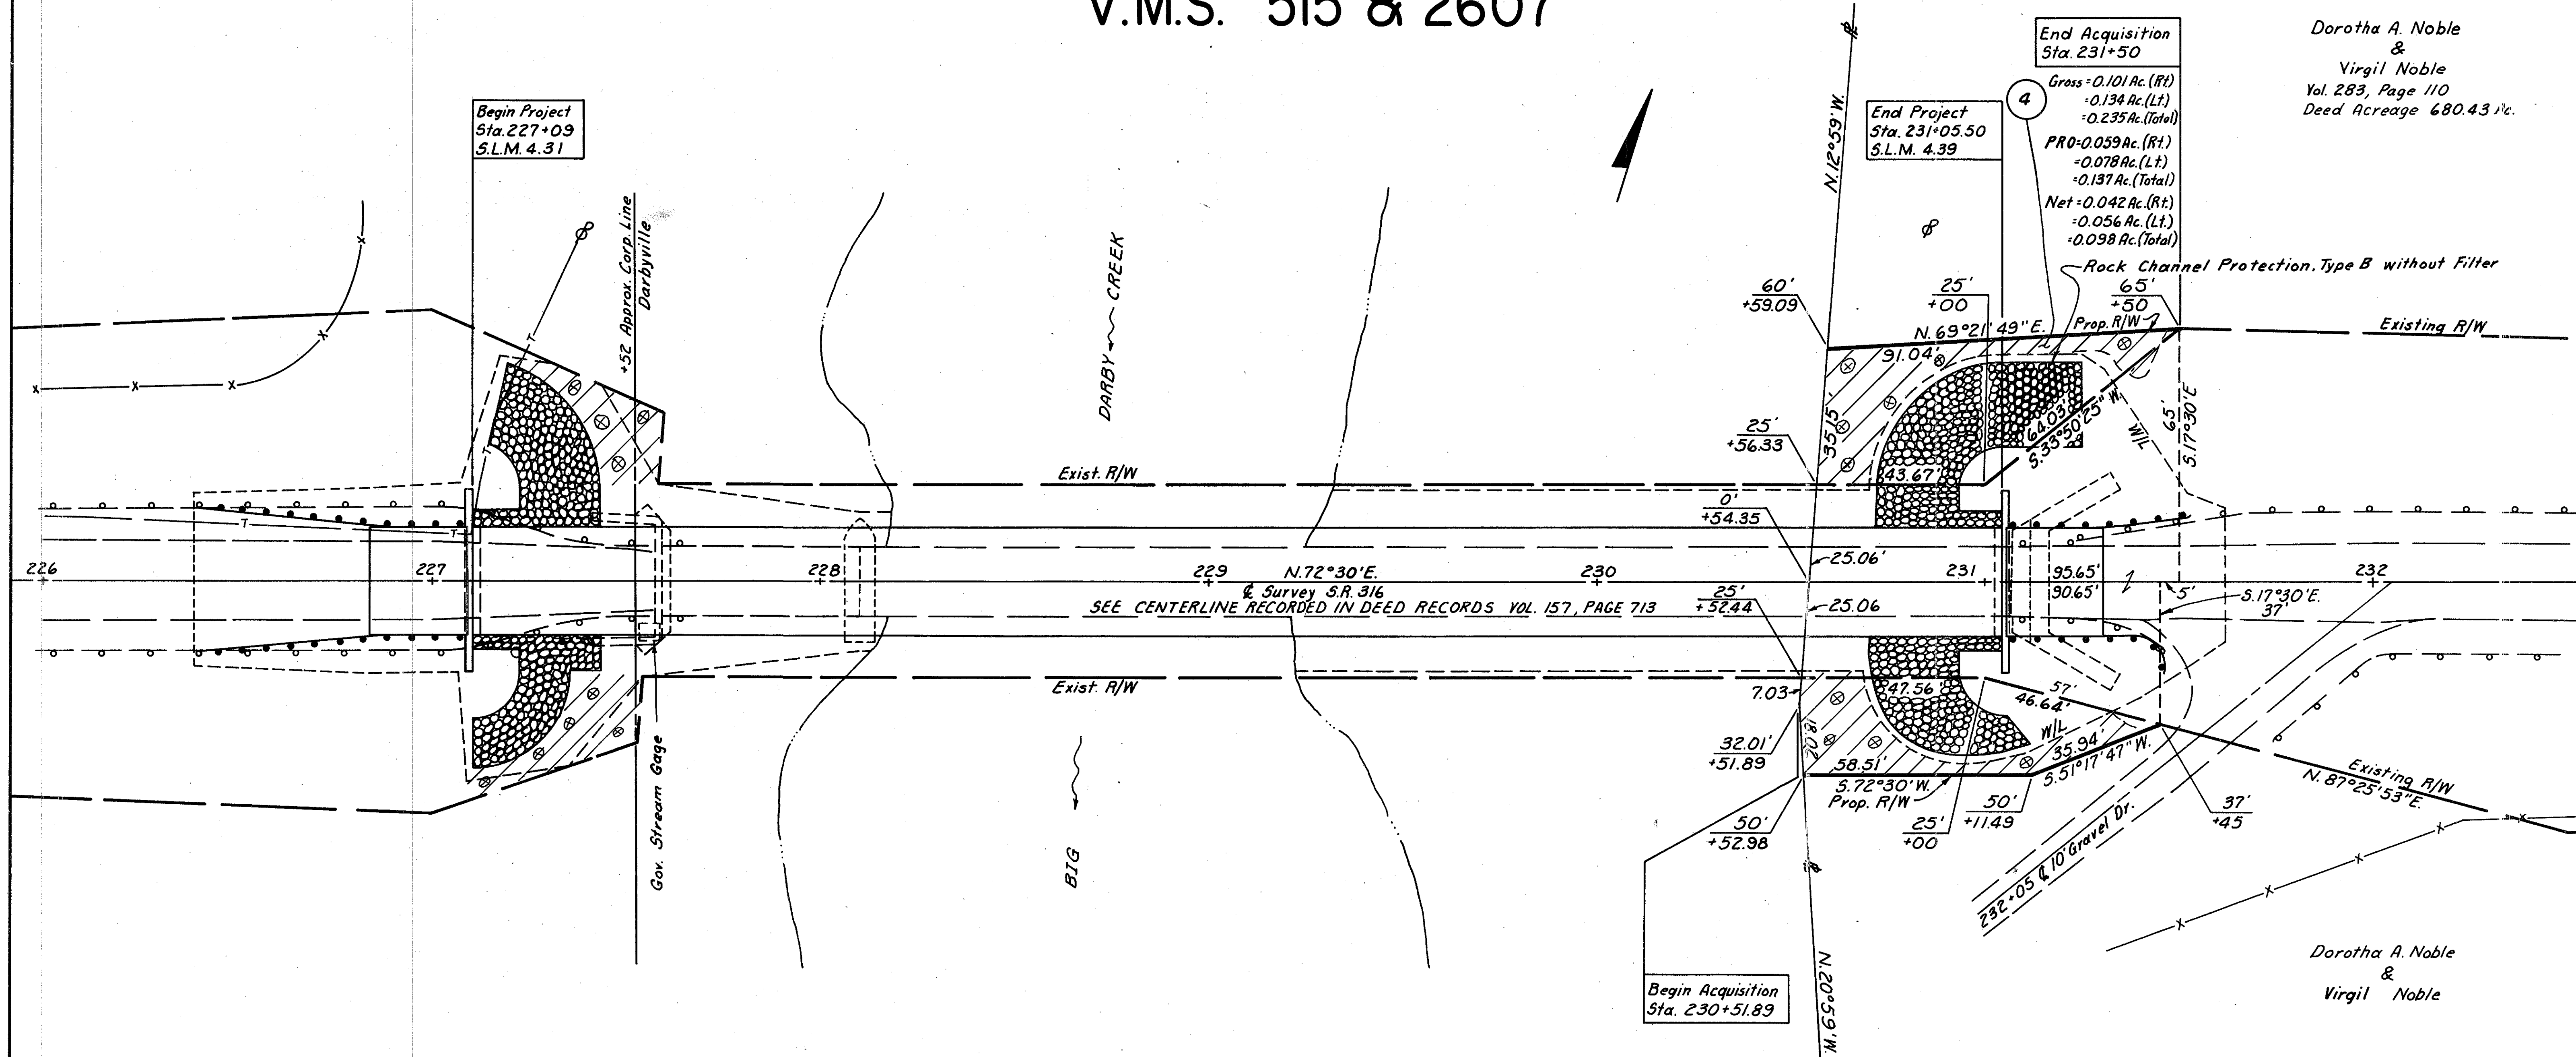 V.M.S. 515 & 2607
Begin Project
Sta. 227+09
S.L.M. 4.31
+52 Approx. Corp. Line
Darbyville
DARBY CREEK
BIG
N.12°59'W.
End Project
Sta. 231+05.50
S.L.M. 4.39
End Acquisition
Sta. 231+50
4
Gross=0.101 Ac.(Rt)
=0.134 Ac.(Lt.)
=0.235 Ac.(Total)
PRO=0.059 Ac.(Rt.)
=0.078 Ac.(Lt.)
=0.137 Ac.(Total)
Net=0.042 Ac.(Rt.)
=0.056 Ac.(Lt.)
=0.098 Ac.(Total)
Dorotha A. Noble
&
Virgil Noble
Vol. 283, Page 110
Deed Acreage 680.43 Ac.
Rock Channel Protection, Type B without Filter
60'
+59.09
25'
+00
65'
+50
N.69°21'49"E.
Prop. R/W
Existing R/W
91.04'
35.15'
64.03'
S.33°50'25"W.
W/L
65'
S.17°30'E
25'
+56.33
43.67'
Exist. R/W
0'
+54.35
T
T
T
T
25.06'
226
227
228
229
230
231
232
N.72°30'E.
℄ Survey S.R. 316
SEE CENTERLINE RECORDED IN DEED RECORDS VOL. 157, PAGE 713
25'
+52.44
25.06
95.65'
90.65'
5'
S.17°30'E.
37'
Exist. R/W
7.03
47.56'
57'
46.64'
W/L
18.02'
32.01'
+51.89
58.51'
S.72°30'W.
Prop. R/W
35.94'
S.51°17'47"W.
50'
+52.98
25'
+00
50'
+11.49
37'
+45
Existing R/W
N.87°25'53"E.
232+05 ℄ 10' Gravel Dr.
Gov. Stream Gage
Begin Acquisition
Sta. 230+51.89
N.20°59'W.
Dorotha A. Noble
&
Virgil Noble